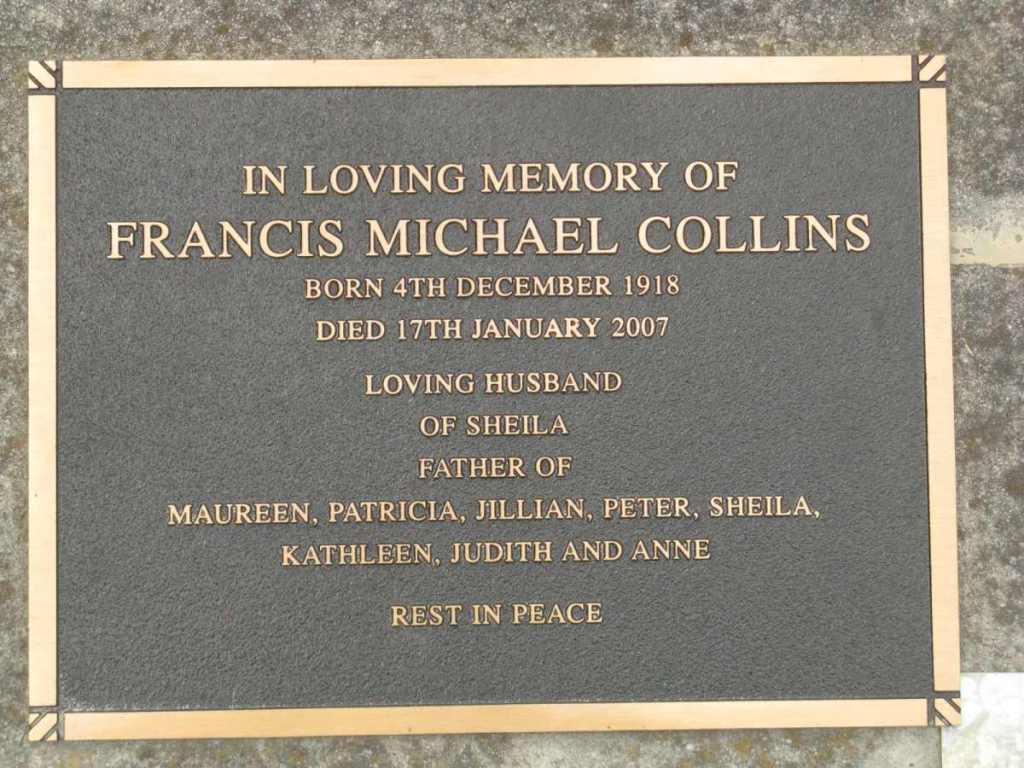 IN LOVING MEMORY OF
FRANCIS MICHAEL COLLINS
BORN 4TH DECEMBER 1918
DIED 17TH JANUARY 2007
LOVING HUSBAND
OF SHEILA
FATHER OF
MAUREEN, PATRICIA, JILLIAN, PETER, SHEILA,
KATHLEEN, JUDITH AND ANNE
REST IN PEACE